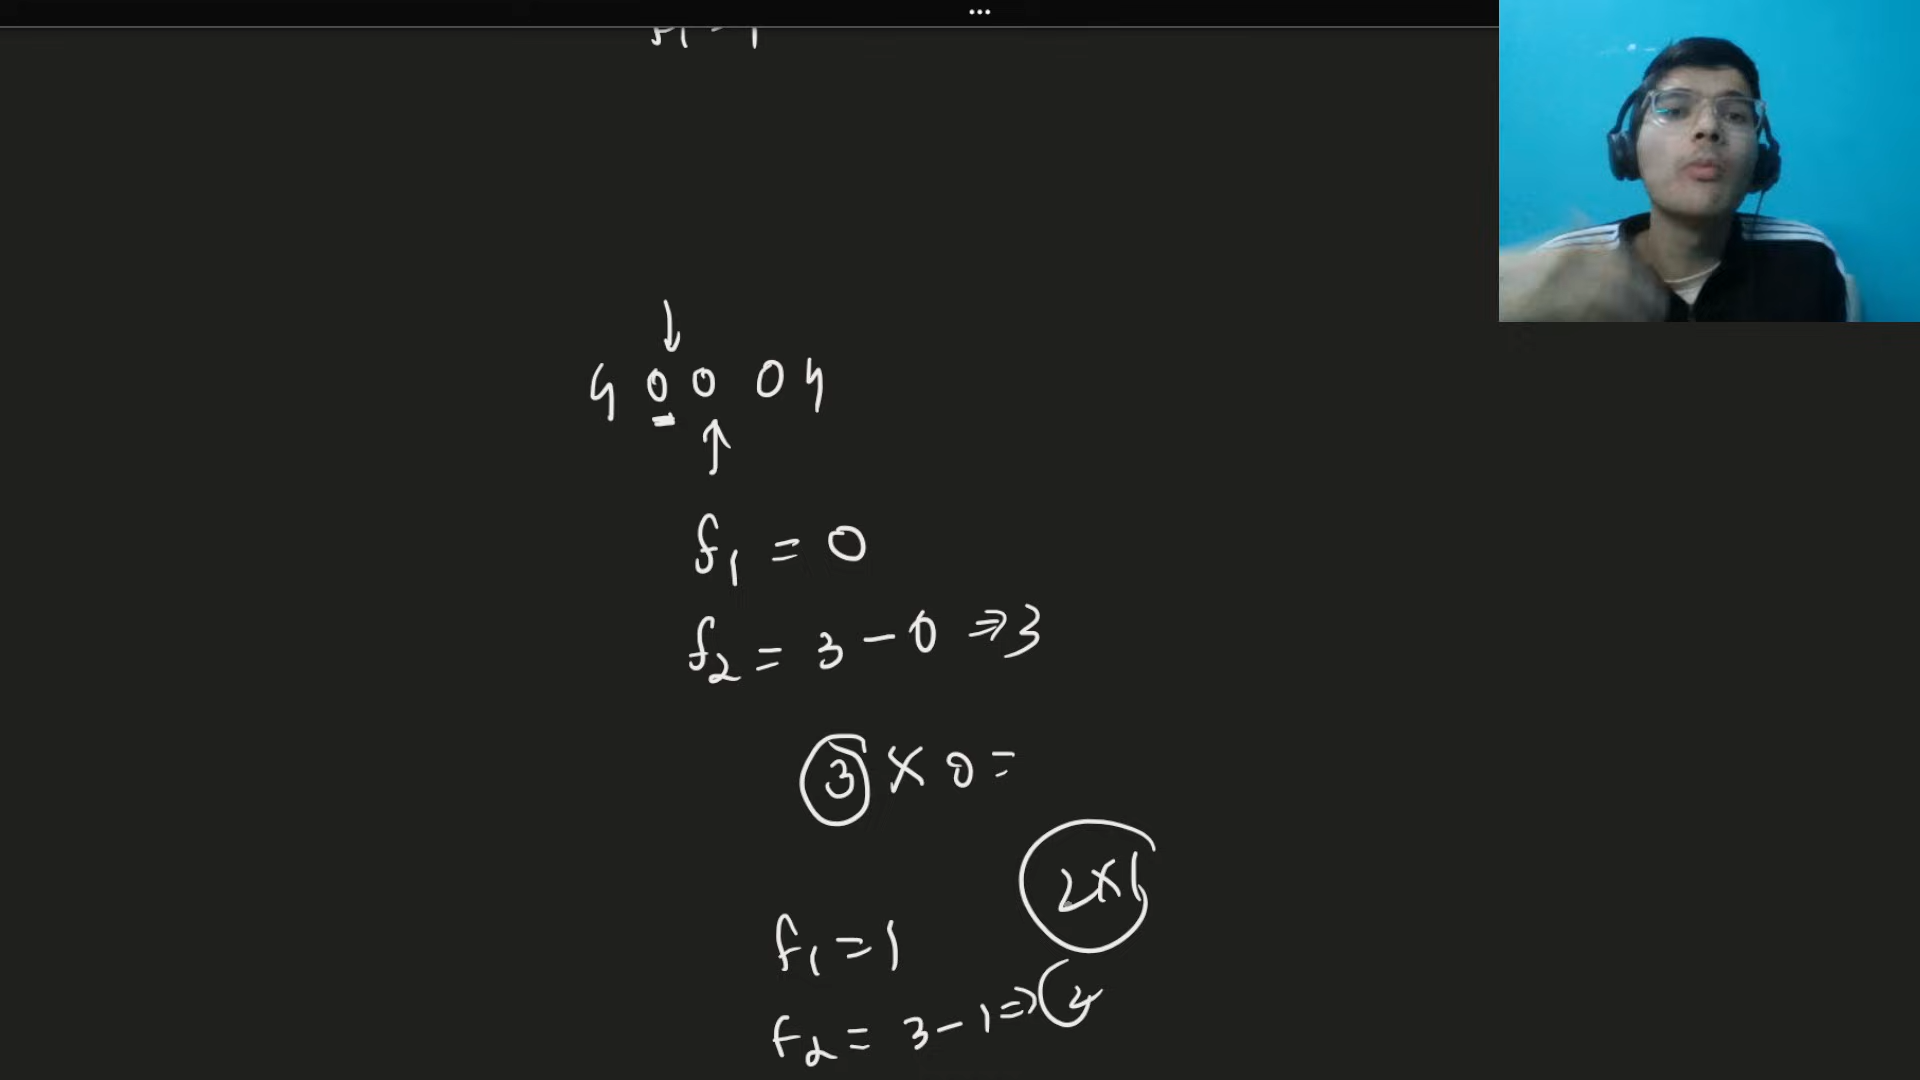 ...
4 0 0 0 4
f1 = 0
f2 = 3 - 0 ⇒ 3
3 × 0 =
2×1
f1 = 1
f2 = 3 - 1 ⇒ 2